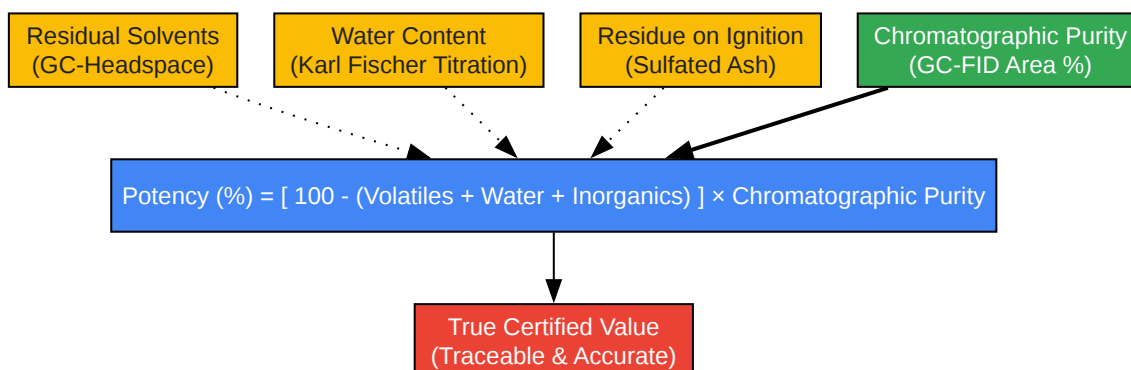 Residual Solvents
(GC-Headspace)
Water Content
(Karl Fischer Titration)
Residue on Ignition
(Sulfated Ash)
Chromatographic Purity
(GC-FID Area %)
Potency (%) = [ 100 - (Volatiles + Water + Inorganics) ] × Chromatographic Purity
True Certified Value
(Traceable & Accurate)